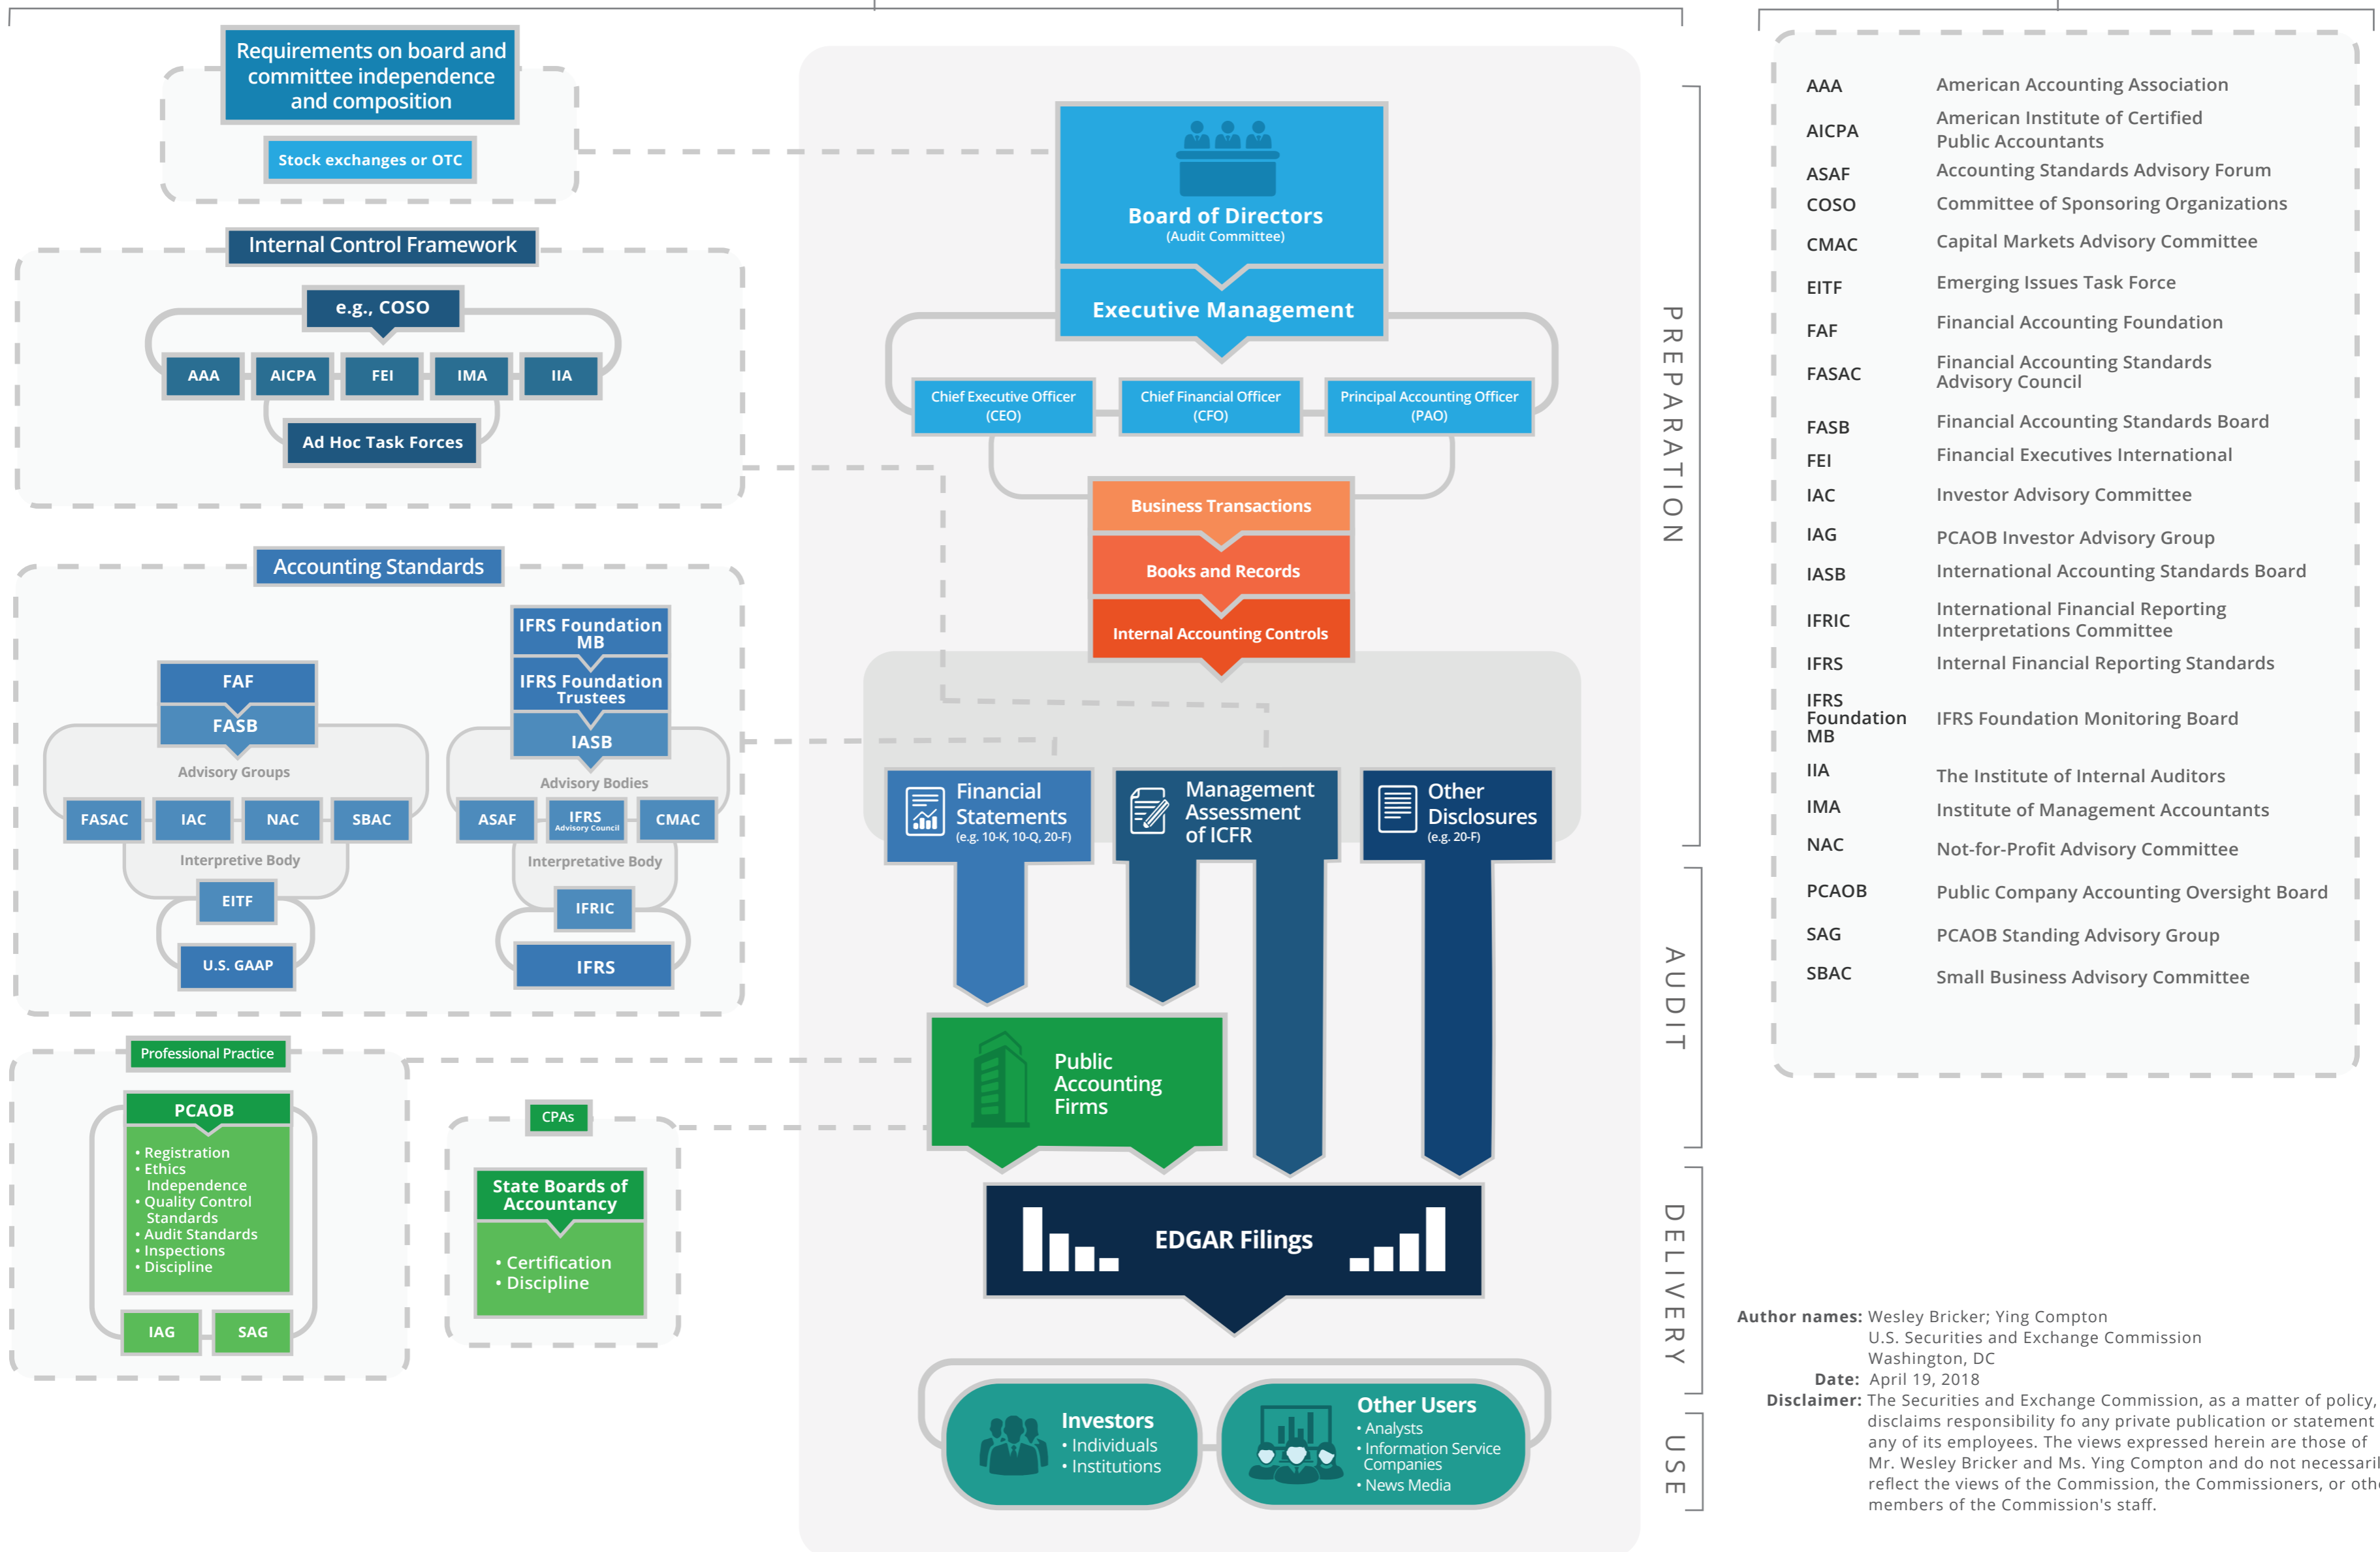 Requirements on board and
committee independence
and composition
Stock exchanges or OTC
Internal Control Framework
e.g., COSO
AAA
AICPA
FEI
IMA
IIA
Ad Hoc Task Forces
Accounting Standards
FAF
FASB
Advisory Groups
FASAC
IAC
NAC
SBAC
Interpretive Body
EITF
U.S. GAAP
IFRS Foundation
MB
IFRS Foundation
Trustees
IASB
Advisory Bodies
ASAF
IFRS
Advisory Council
CMAC
Interpretative Body
IFRIC
IFRS
Professional Practice
PCAOB
• Registration
• Ethics
Independence
• Quality Control
Standards
• Audit Standards
• Inspections
• Discipline
IAG
SAG
CPAs
State Boards of
Accountancy
• Certification
• Discipline
Board of Directors
(Audit Committee)
Executive Management
Chief Executive Officer
(CEO)
Chief Financial Officer
(CFO)
Principal Accounting Officer
(PAO)
Business Transactions
Books and Records
Internal Accounting Controls
Financial
Statements
(e.g. 10-K, 10-Q, 20-F)
Management
Assessment
of ICFR
Other
Disclosures
(e.g. 20-F)
Public
Accounting
Firms
EDGAR Filings
Investors
• Individuals
• Institutions
Other Users
• Analysts
• Information Service
Companies
• News Media
PREPARATION
AUDIT
DELIVERY
USE
AAA American Accounting Association
AICPA American Institute of Certified
Public Accountants
ASAF Accounting Standards Advisory Forum
COSO Committee of Sponsoring Organizations
CMAC Capital Markets Advisory Committee
EITF Emerging Issues Task Force
FAF Financial Accounting Foundation
FASAC Financial Accounting Standards
Advisory Council
FASB Financial Accounting Standards Board
FEI Financial Executives International
IAC Investor Advisory Committee
IAG PCAOB Investor Advisory Group
IASB International Accounting Standards Board
IFRIC International Financial Reporting
Interpretations Committee
IFRS Internal Financial Reporting Standards
IFRS
Foundation IFRS Foundation Monitoring Board
MB
IIA The Institute of Internal Auditors
IMA Institute of Management Accountants
NAC Not-for-Profit Advisory Committee
PCAOB Public Company Accounting Oversight Board
SAG PCAOB Standing Advisory Group
SBAC Small Business Advisory Committee
Author names: Wesley Bricker; Ying Compton
U.S. Securities and Exchange Commission
Washington, DC
Date: April 19, 2018
Disclaimer: The Securities and Exchange Commission, as a matter of policy,
disclaims responsibility fo any private publication or statement
any of its employees. The views expressed herein are those of
Mr. Wesley Bricker and Ms. Ying Compton and do not
reflect the views of the Commission, the Commissioners, or
members of the Commission's staff.